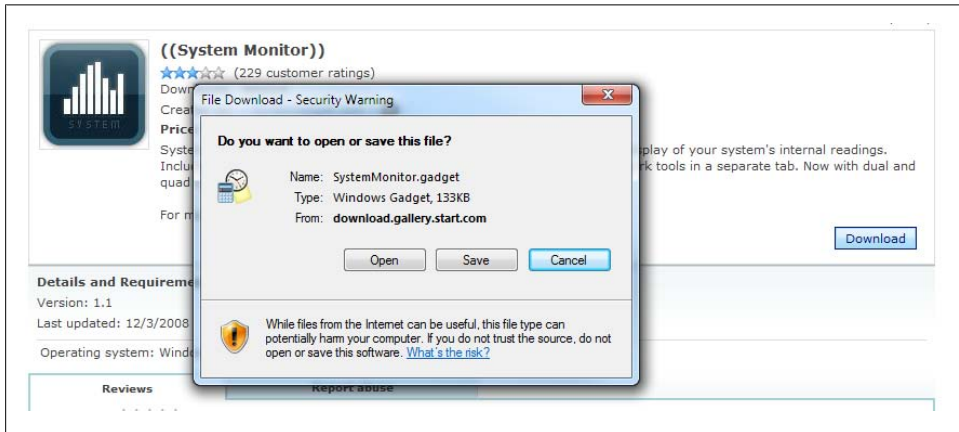 ((System Monitor))
(229 customer ratings)
SYSTEM
Price
File Download - Security Warning
Do you want to open or save this file?
Name: SystemMonitor.gadget
Type: Windows Gadget, 133KB
From: download.gallery.start.com
Open Save Cancel
While files from the Internet can be useful, this file type can
potentially harm your computer. If you do not trust the source, do not
open or save this software. What's the risk?
splay of your system's internal readings.
rk tools in a separate tab. Now with dual and
quad
For m
Download
Details and Requireme
Version: 1.1
Last updated: 12/3/2008
Operating system: Windo
Reviews Report abuse